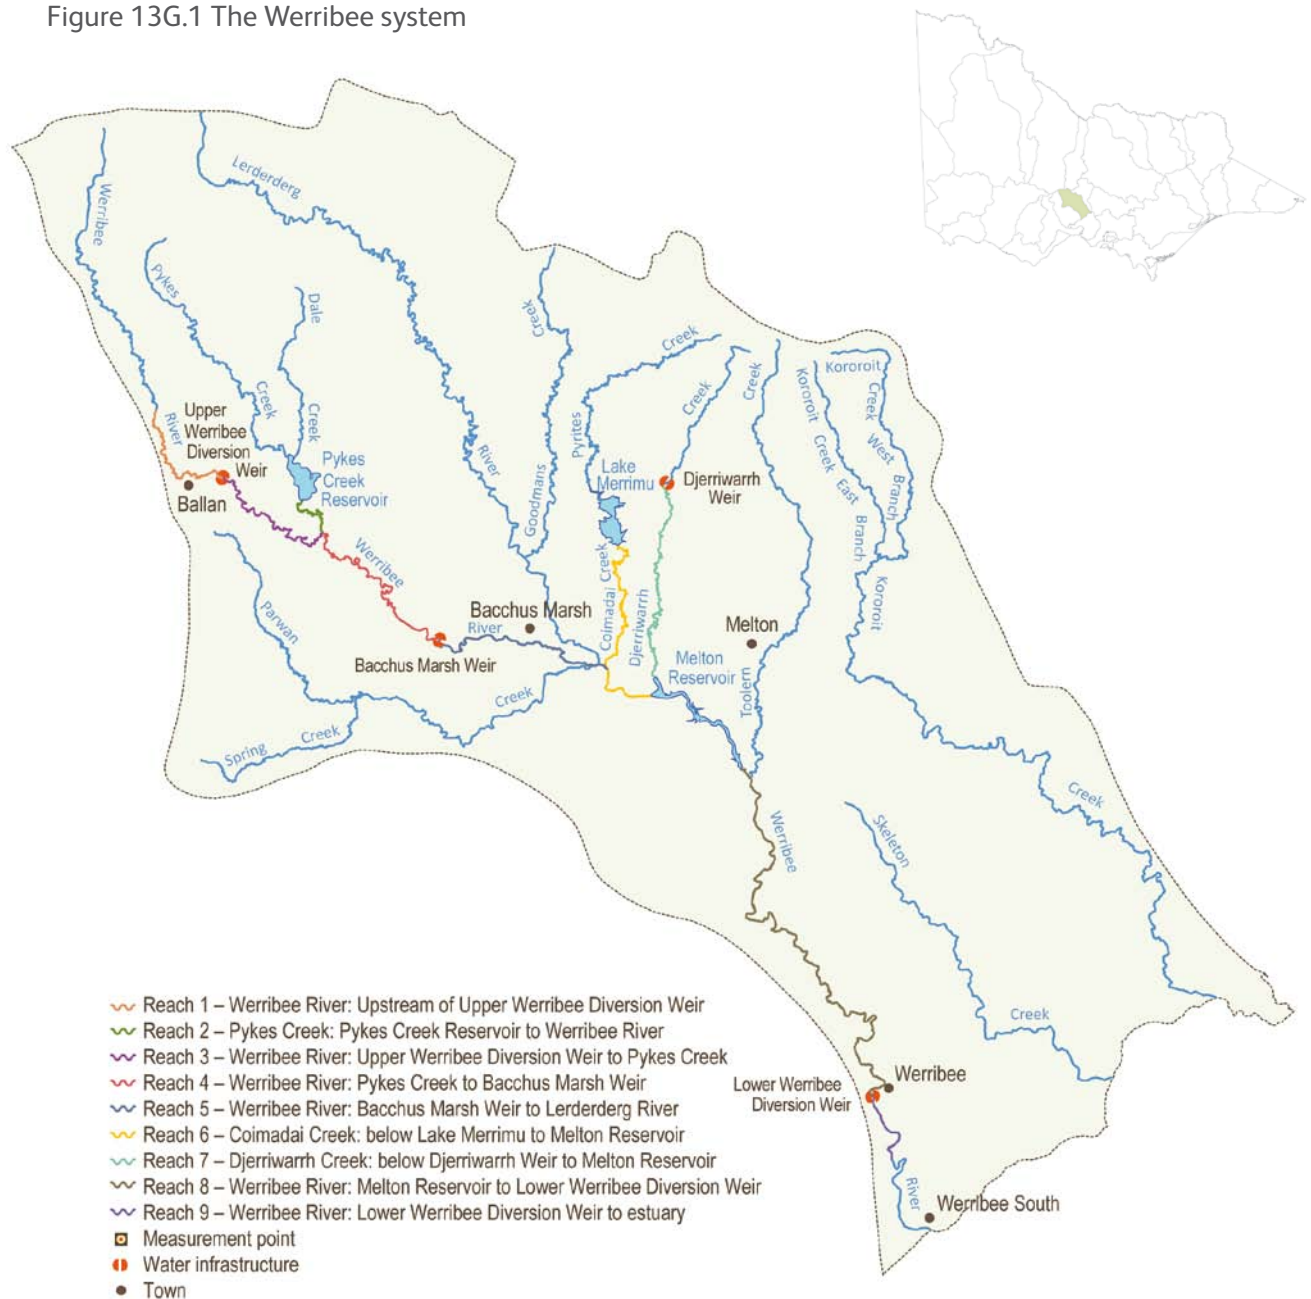 Figure 13G.1 The Werribee system
Lerderderg
Werribee
Pykes
Dale
Creek
Creek
Kororoit
Creek
Creek
Creek
Kororoit
Creek
West
Branch
Creek
East
Branch
Creek
Creek
River
Upper
Werribee
Diversion
Weir
Ballan
Pykes
Creek
Reservoir
River
Goodmans
Pyrites
Lake
Merrimu
Djerriwarrh
Weir
Werribee
Coimadai Creek
Djerriwarrh
Kororoit
Parwan
Bacchus Marsh
River
Bacchus Marsh Weir
Melton
Melton
Reservoir
Toolern
Creek
Spring
Creek
Creek
Werribee
Skeleton
Creek
Werribee
Lower Werribee
Diversion Weir
River
Werribee South
Reach 1 – Werribee River: Upstream of Upper Werribee Diversion Weir
Reach 2 – Pykes Creek: Pykes Creek Reservoir to Werribee River
Reach 3 – Werribee River: Upper Werribee Diversion Weir to Pykes Creek
Reach 4 – Werribee River: Pykes Creek to Bacchus Marsh Weir
Reach 5 – Werribee River: Bacchus Marsh Weir to Lerderderg River
Reach 6 – Coimadai Creek: below Lake Merrimu to Melton Reservoir
Reach 7 – Djerriwarrh Creek: below Djerriwarrh Weir to Melton Reservoir
Reach 8 – Werribee River: Melton Reservoir to Lower Werribee Diversion Weir
Reach 9 – Werribee River: Lower Werribee Diversion Weir to estuary
Measurement point
Water infrastructure
Town